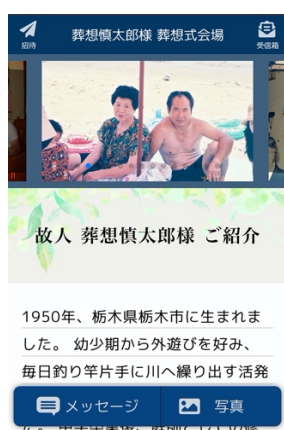 招待
葬想慎太郎様 葬想式会場
受信箱
故人 葬想慎太郎様 ご紹介
1950年、栃木県栃木市に生まれま
した。 幼少期から外遊びを好み、
毎日釣り竿片手に川へ繰り出す活発
メッセージ
写真